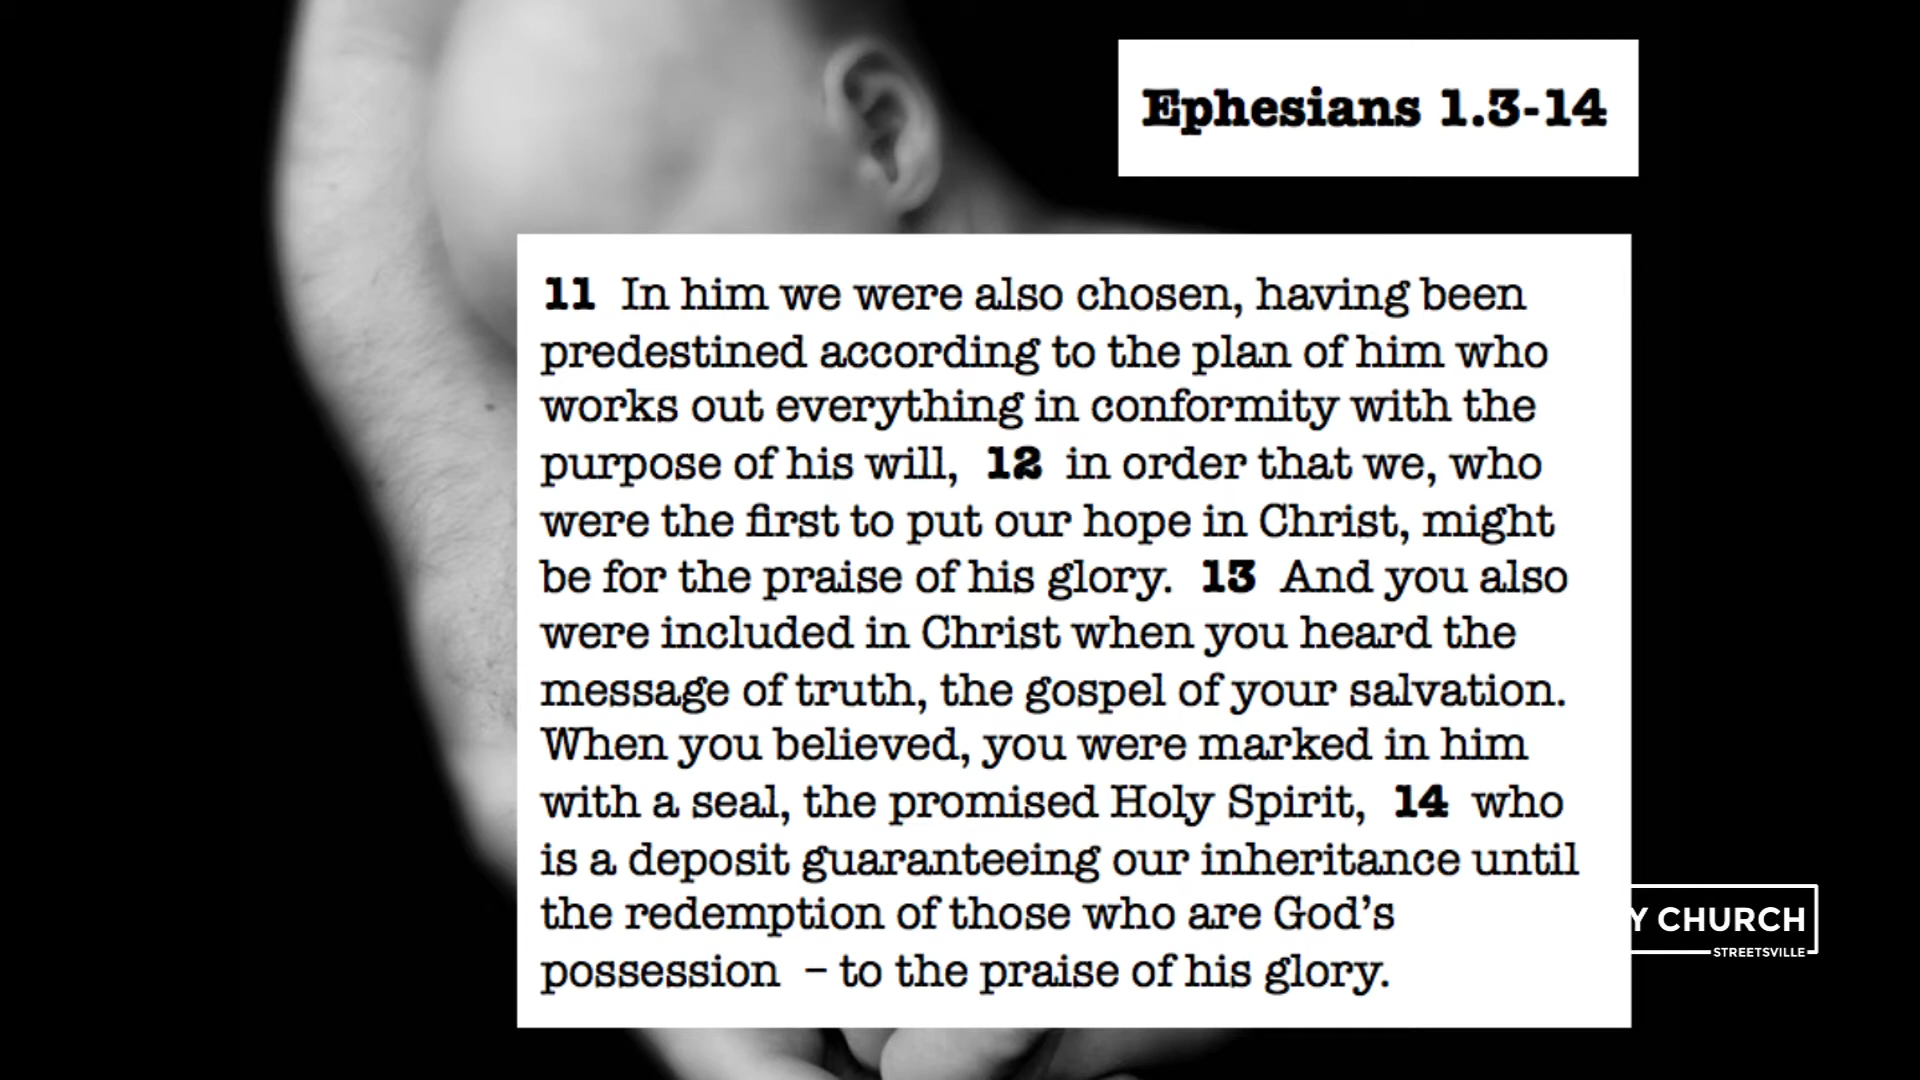 Ephesians 1.3-14
11 In him we were also chosen, having been
predestined according to the plan of him who
works out everything in conformity with the
purpose of his will, 12 in order that we, who
were the first to put our hope in Christ, might
be for the praise of his glory. 13 And you also
were included in Christ when you heard the
message of truth, the gospel of your salvation.
When you believed, you were marked in him
with a seal, the promised Holy Spirit, 14 who
is a deposit guaranteeing our inheritance until
the redemption of those who are God's
possession – to the praise of his glory.
CHURCH
STREETSVILLE